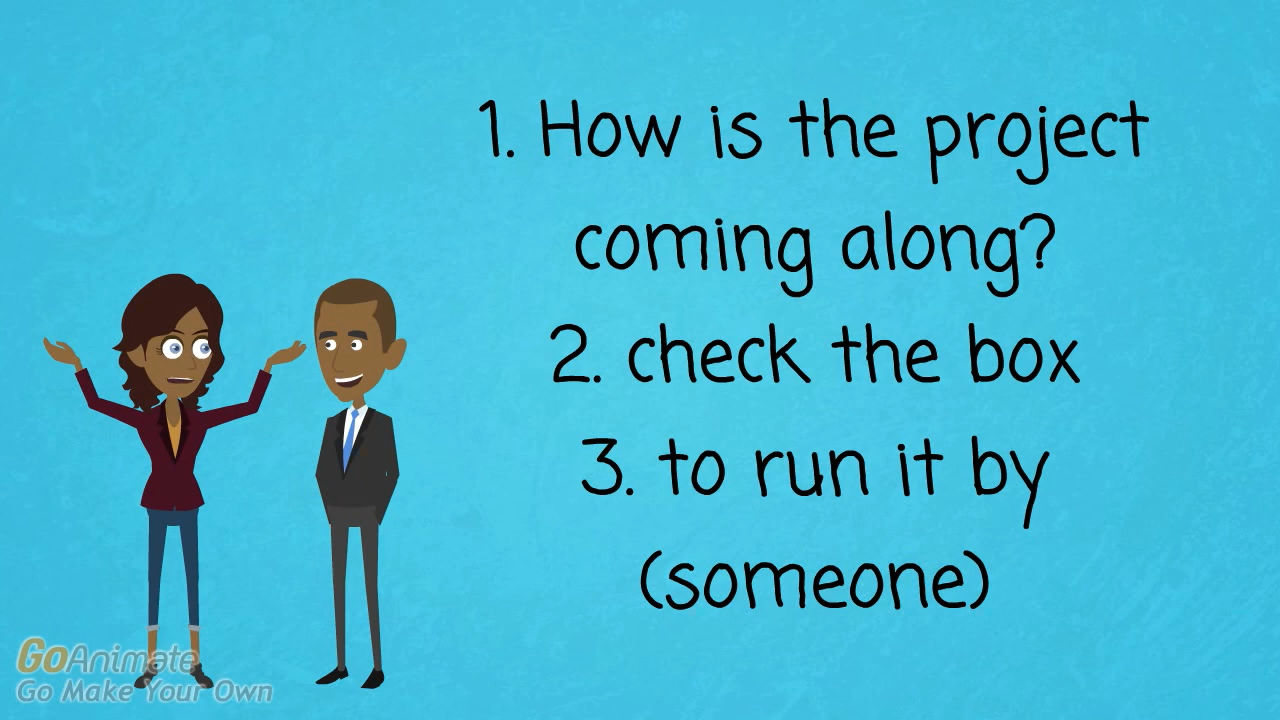 1. How is the project
coming along?
2. check the box
3. to run it by
(someone)
GoAnimate
Go Make Your Own